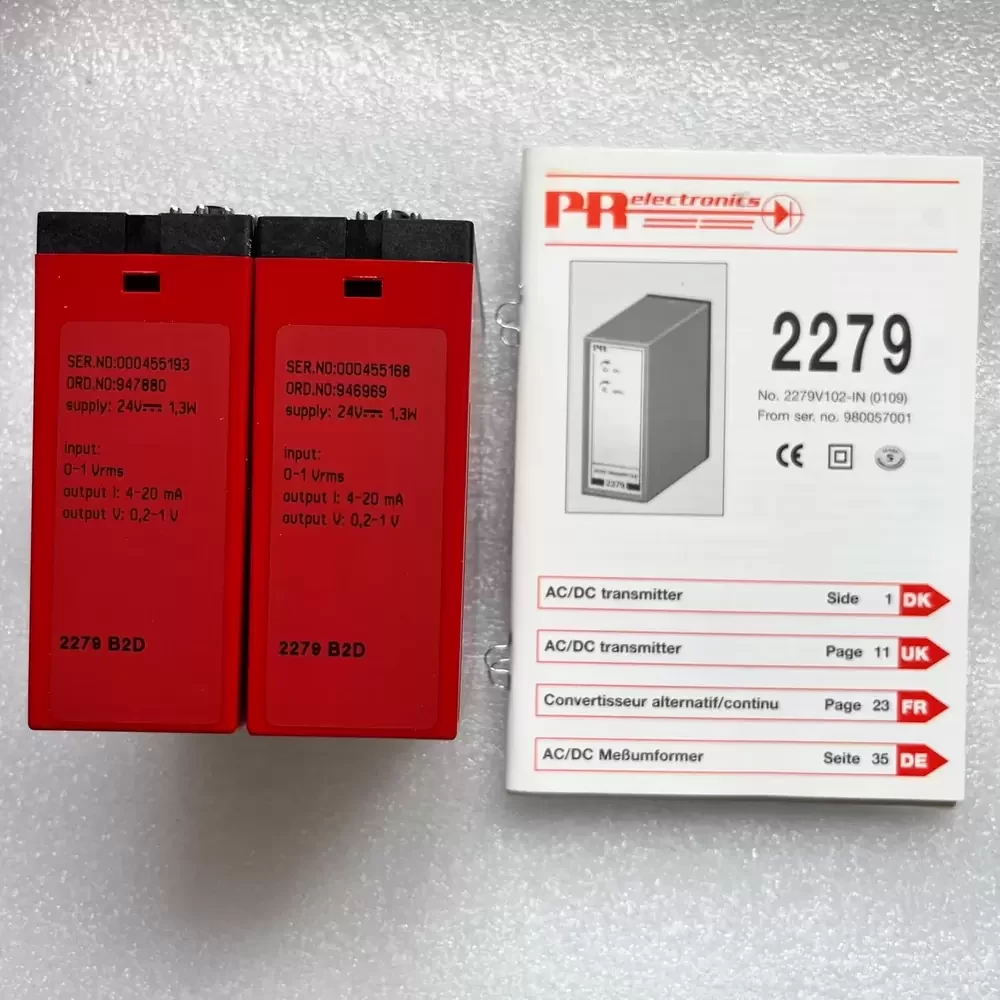 SER.NO:000455193
ORD.NO:947880
supply: 24V⎓ 1,3W
input:
0-1 Vrms
output I: 4-20 mA
output V: 0,2-1 V
2279 B2D
SER.NO:000455168
ORD.NO:946969
supply: 24V⎓ 1,3W
input:
0-1 Vrms
output I: 4-20 mA
output V: 0,2-1 V
2279 B2D
PR electronics
PR
2279
2279
No. 2279V102-IN (0109)
From ser. no. 980057001
CE
AC/DC transmitter Side 1 DK
AC/DC transmitter Page 11 UK
Convertisseur alternatif/continu Page 23 FR
AC/DC Meßumformer Seite 35 DE